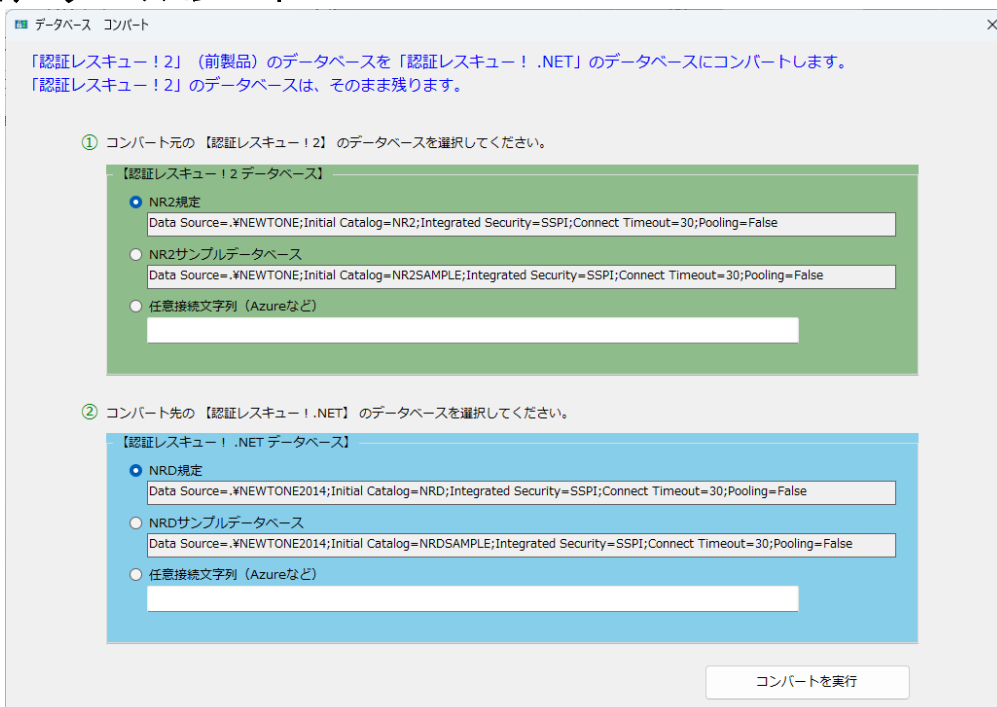 データベース コンバート
「認証レスキュー！2」（前製品）のデータベースを「認証レスキュー！ .NET」のデータベースにコンバートします。
「認証レスキュー！2」のデータベースは、そのまま残ります。
① コンバート元の 【認証レスキュー！2】 のデータベースを選択してください。
【認証レスキュー！2 データベース】
NR2規定
Data Source=.¥NEWTONE;Initial Catalog=NR2;Integrated Security=SSPI;Connect Timeout=30;Pooling=False
NR2サンプルデータベース
Data Source=.¥NEWTONE;Initial Catalog=NR2SAMPLE;Integrated Security=SSPI;Connect Timeout=30;Pooling=False
任意接続文字列（Azureなど）
② コンバート先の 【認証レスキュー！.NET】 のデータベースを選択してください。
【認証レスキュー！ .NET データベース】
NRD規定
Data Source=.¥NEWTONE2014;Initial Catalog=NRD;Integrated Security=SSPI;Connect Timeout=30;Pooling=False
NRDサンプルデータベース
Data Source=.¥NEWTONE2014;Initial Catalog=NRDSAMPLE;Integrated Security=SSPI;Connect Timeout=30;Pooling=False
任意接続文字列（Azureなど）
コンバートを実行